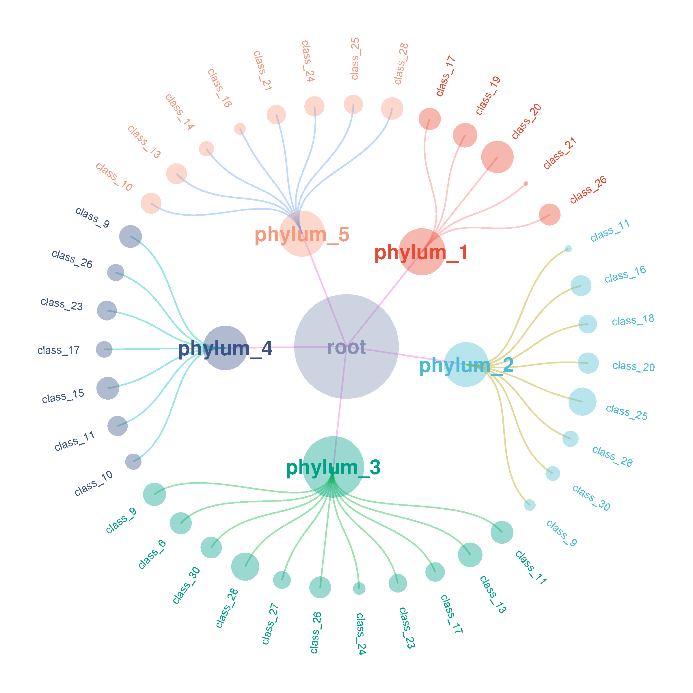 root
phylum_1
class_17
class_19
class_20
class_21
class_26
phylum_2
class_11
class_16
class_18
class_20
class_25
class_28
class_30
class_9
phylum_3
class_11
class_13
class_17
class_23
class_24
class_26
class_27
class_28
class_30
class_6
class_9
phylum_4
class_10
class_11
class_15
class_17
class_23
class_26
class_9
phylum_5
class_10
class_13
class_14
class_16
class_21
class_24
class_25
class_28